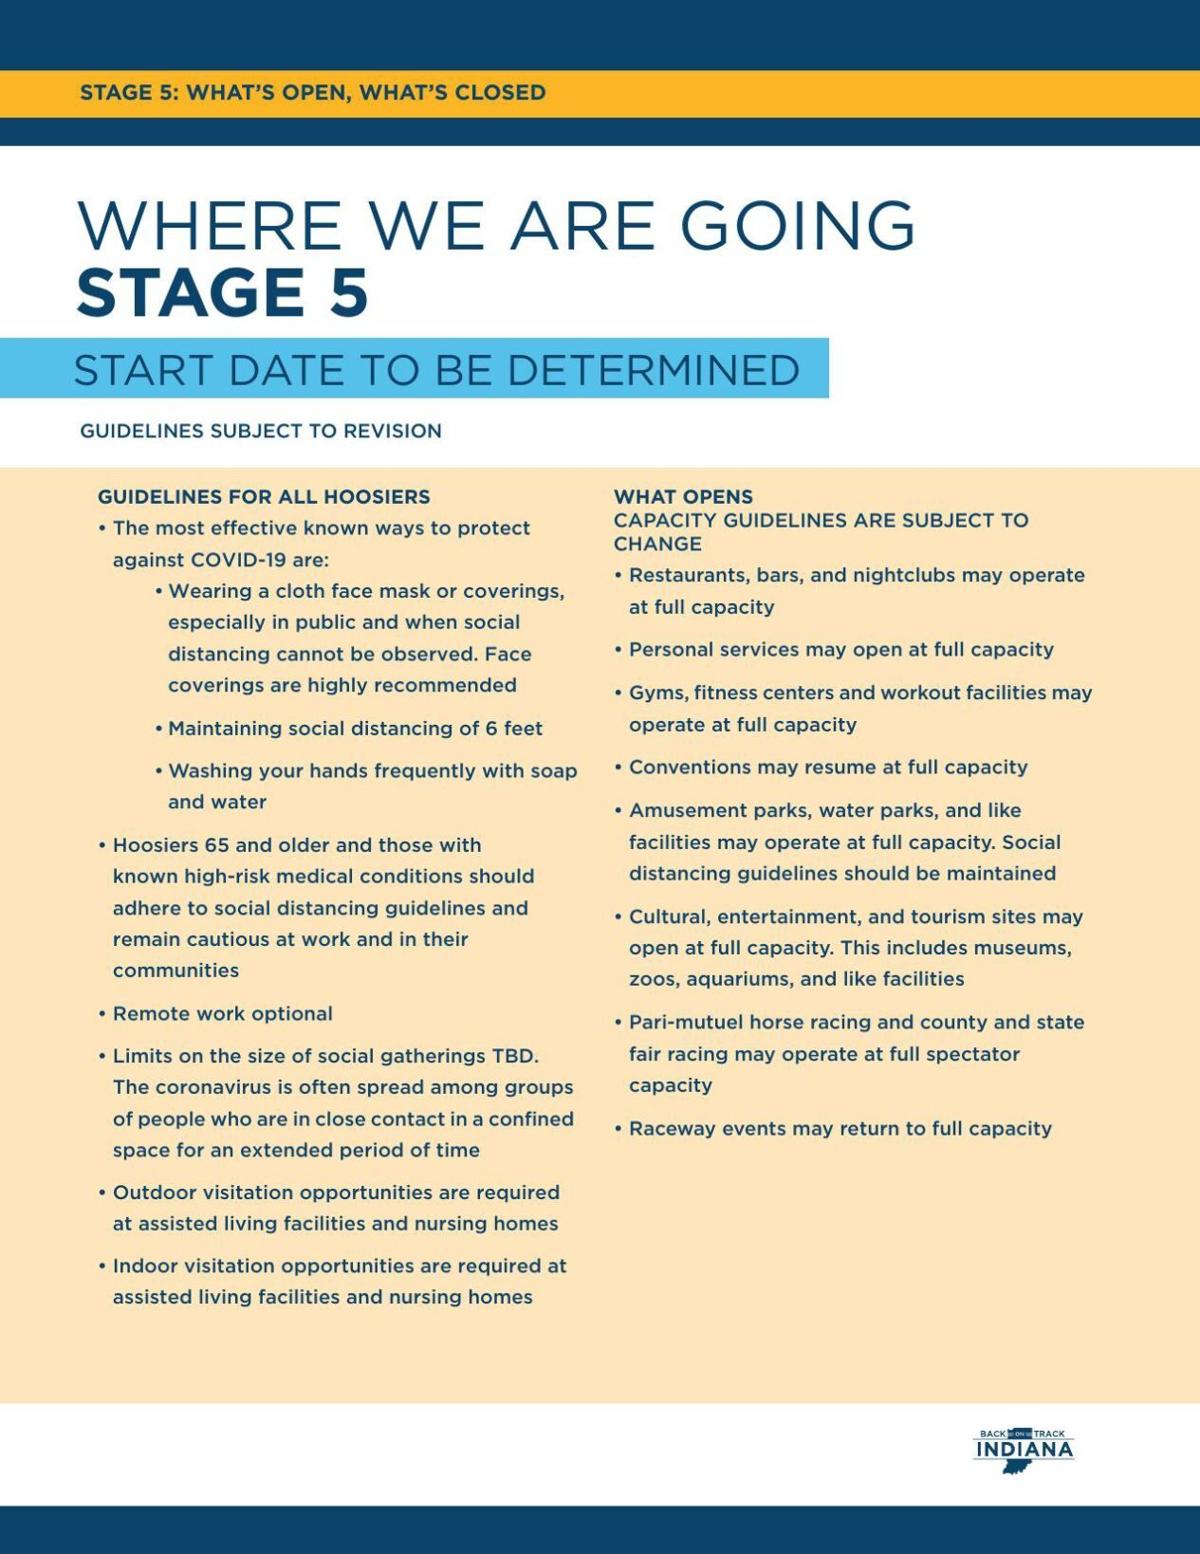 STAGE 5: WHAT'S OPEN, WHAT'S CLOSED
WHERE WE ARE GOING
STAGE 5
START DATE TO BE DETERMINED
GUIDELINES SUBJECT TO REVISION
GUIDELINES FOR ALL HOOSIERS
• The most effective known ways to protect
against COVID-19 are:
• Wearing a cloth face mask or coverings,
especially in public and when social
distancing cannot be observed. Face
coverings are highly recommended
• Maintaining social distancing of 6 feet
• Washing your hands frequently with soap
and water
• Hoosiers 65 and older and those with
known high-risk medical conditions should
adhere to social distancing guidelines and
remain cautious at work and in their
communities
• Remote work optional
• Limits on the size of social gatherings TBD.
The coronavirus is often spread among groups
of people who are in close contact in a confined
space for an extended period of time
• Outdoor visitation opportunities are required
at assisted living facilities and nursing homes
• Indoor visitation opportunities are required at
assisted living facilities and nursing homes
WHAT OPENS
CAPACITY GUIDELINES ARE SUBJECT TO
CHANGE
• Restaurants, bars, and nightclubs may operate
at full capacity
• Personal services may open at full capacity
• Gyms, fitness centers and workout facilities may
operate at full capacity
• Conventions may resume at full capacity
• Amusement parks, water parks, and like
facilities may operate at full capacity. Social
distancing guidelines should be maintained
• Cultural, entertainment, and tourism sites may
open at full capacity. This includes museums,
zoos, aquariums, and like facilities
• Pari-mutuel horse racing and county and state
fair racing may operate at full spectator
capacity
• Raceway events may return to full capacity
BACK ON TRACK
INDIANA